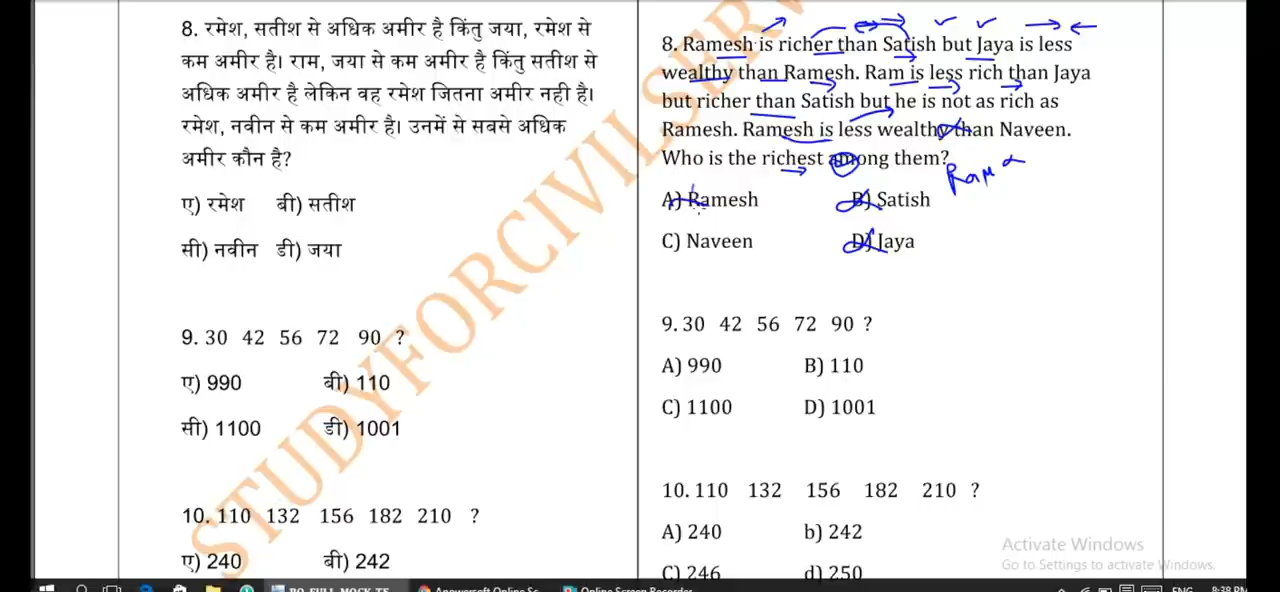 8. रमेश, सतीश से अधिक अमीर है किंतु जया, रमेश से
कम अमीर है। राम, जया से कम अमीर है किंतु सतीश से
अधिक अमीर है लेकिन वह रमेश जितना अमीर नही है।
रमेश, नवीन से कम अमीर है। उनमें से सबसे अधिक
अमीर कौन है?
ए) रमेश बी) सतीश
सी) नवीन डी) जया
9. 30 42 56 72 90 ?
ए) 990 बी) 110
सी) 1100 डी) 1001
10. 110 132 156 182 210 ?
ए) 240 बी) 242
8. Ramesh is richer than Satish but Jaya is less
wealthy than Ramesh. Ram is less rich than Jaya
but richer than Satish but he is not as rich as
Ramesh. Ramesh is less wealthy than Naveen.
Who is the richest among them?
Ram
A) Ramesh B) Satish
C) Naveen D) Jaya
9. 30 42 56 72 90 ?
A) 990 B) 110
C) 1100 D) 1001
10. 110 132 156 182 210 ?
A) 240 b) 242
C) 246 d) 250
STUDYFORCIVILSERV
Activate Windows
Go to Settings to activate Windows.
ENG 8:38 PM